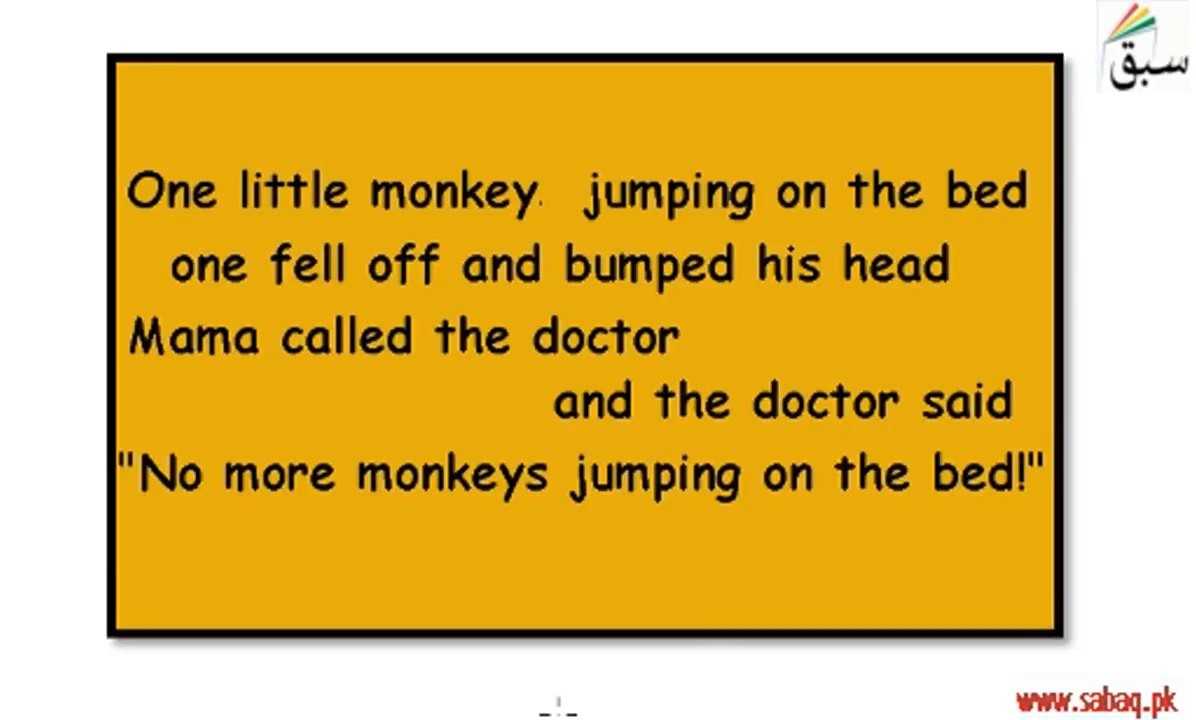 سبق
One little monkey. jumping on the bed
one fell off and bumped his head
Mama called the doctor
and the doctor said
"No more monkeys jumping on the bed!"
www.sabaq.pk